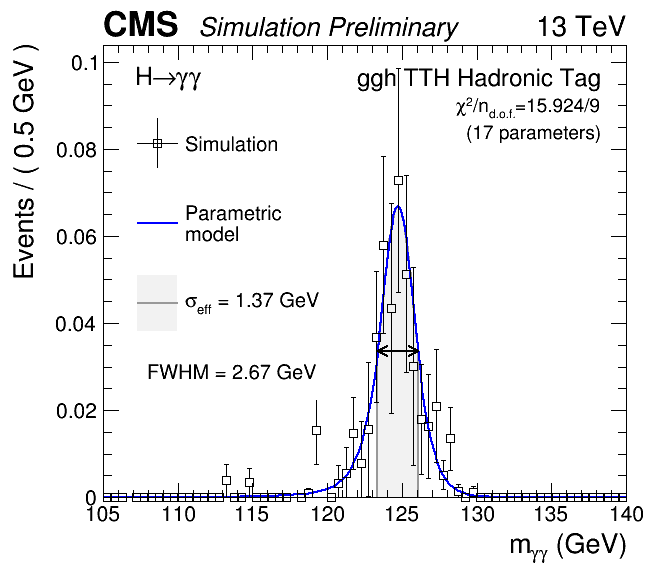 CMS Simulation Preliminary 13 TeV
H→γγ
ggh TTH Hadronic Tag
χ²/n_d.o.f.=15.924/9
(17 parameters)
Simulation
Parametric
model
σ_eff = 1.37 GeV
FWHM = 2.67 GeV
Events / ( 0.5 GeV )
0.1
0.08
0.06
0.04
0.02
0
105 110 115 120 125 130 135 140
m_γγ (GeV)